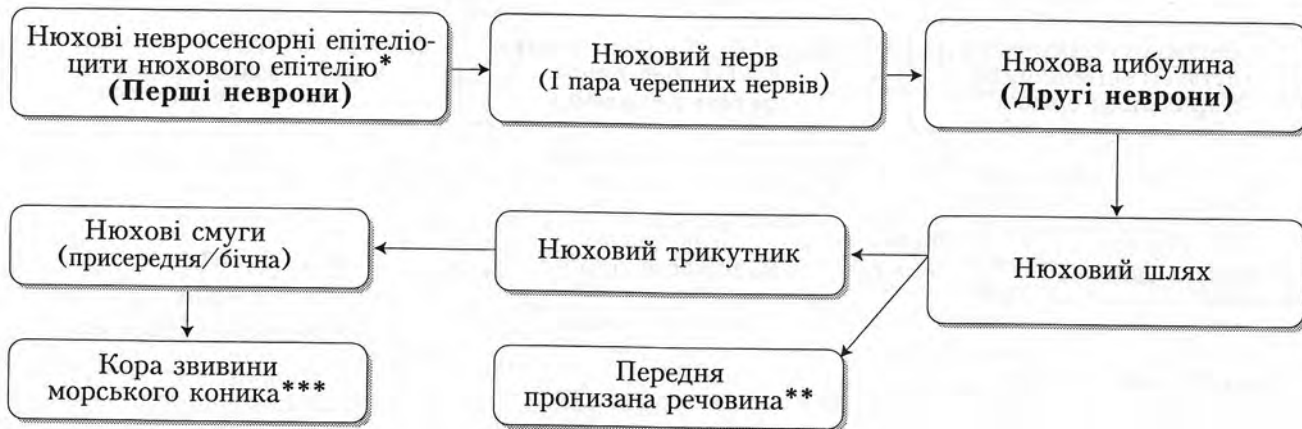 Нюхові невросенсорні епітеліо-
цити нюхового епітелію*
(Перші неврони)
Нюховий нерв
(І пара черепних нервів)
Нюхова цибулина
(Другі неврони)
Нюховий шлях
Нюховий трикутник
Нюхові смуги
(присередня/бічна)
Кора звивини
морського коника***
Передня
пронизана речовина**